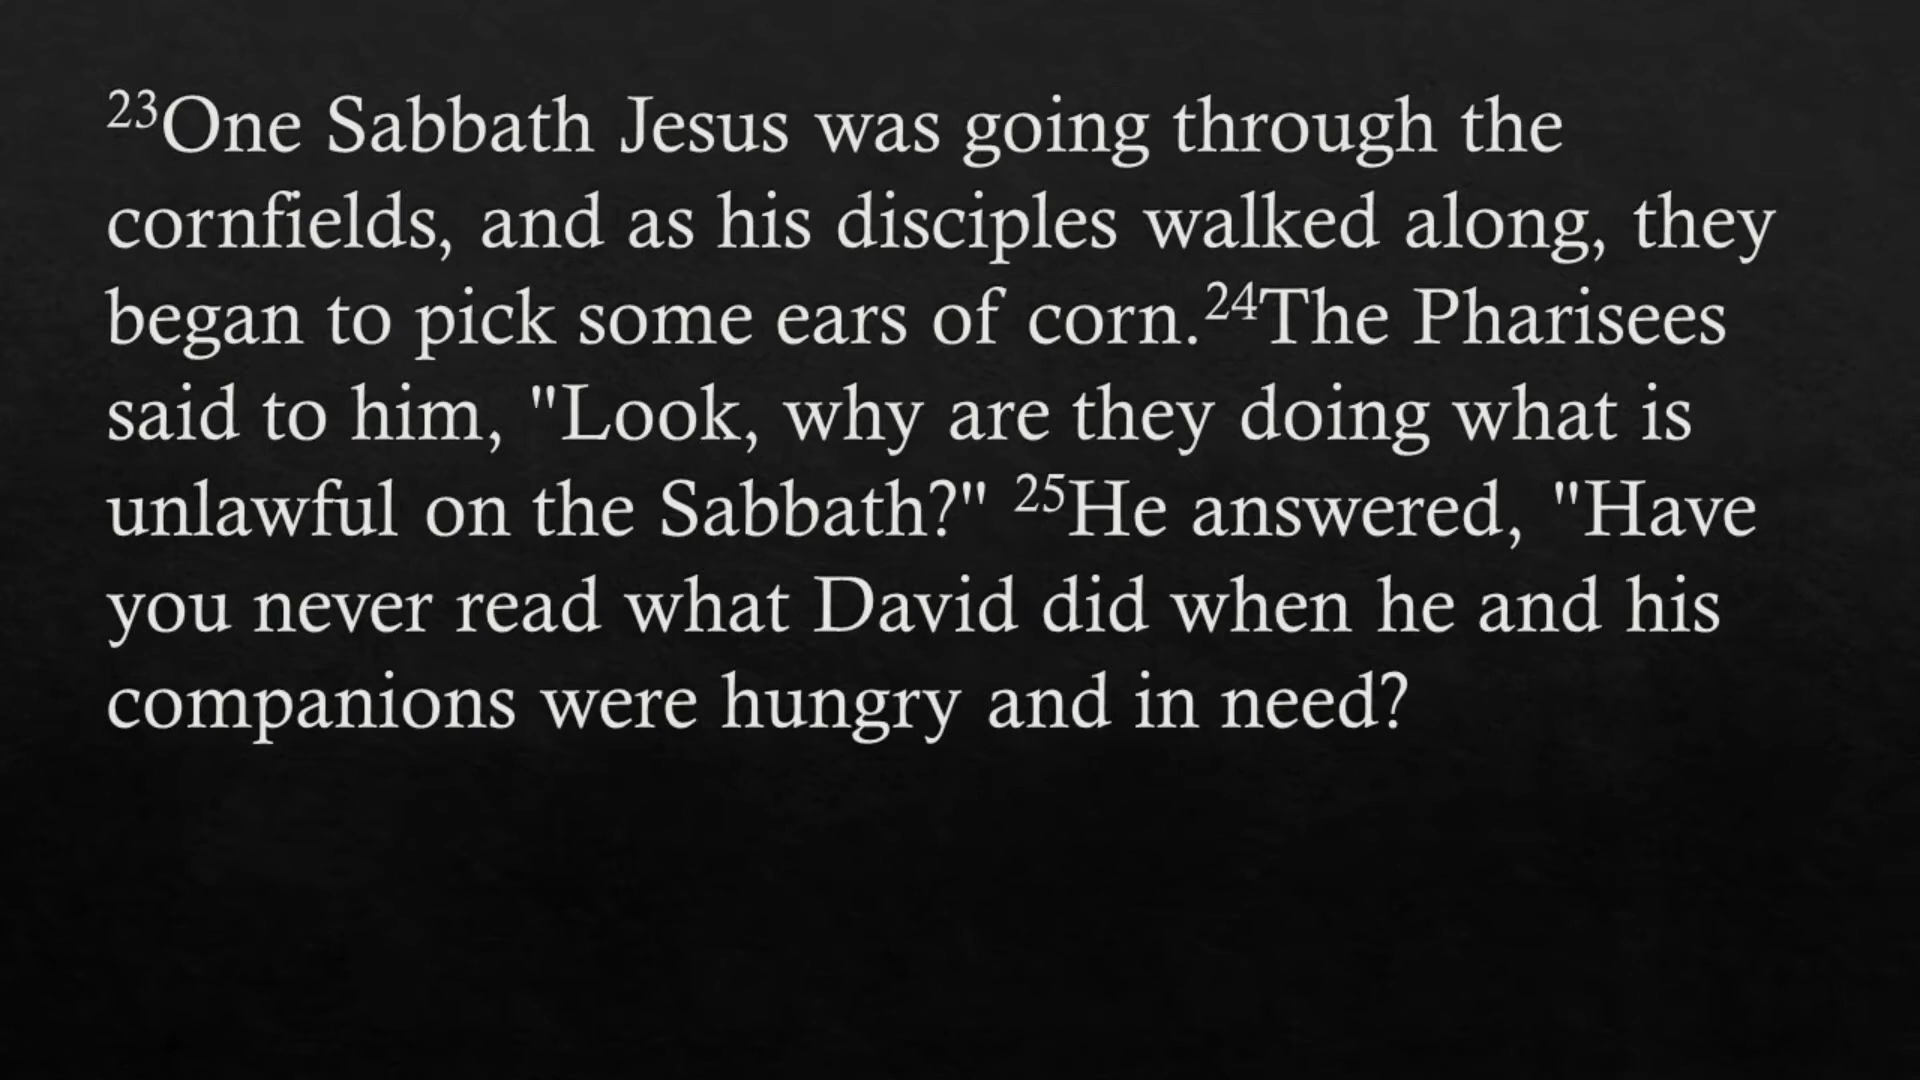 23One Sabbath Jesus was going through the
cornfields, and as his disciples walked along, they
began to pick some ears of corn.24The Pharisees
said to him, "Look, why are they doing what is
unlawful on the Sabbath?" 25He answered, "Have
you never read what David did when he and his
companions were hungry and in need?